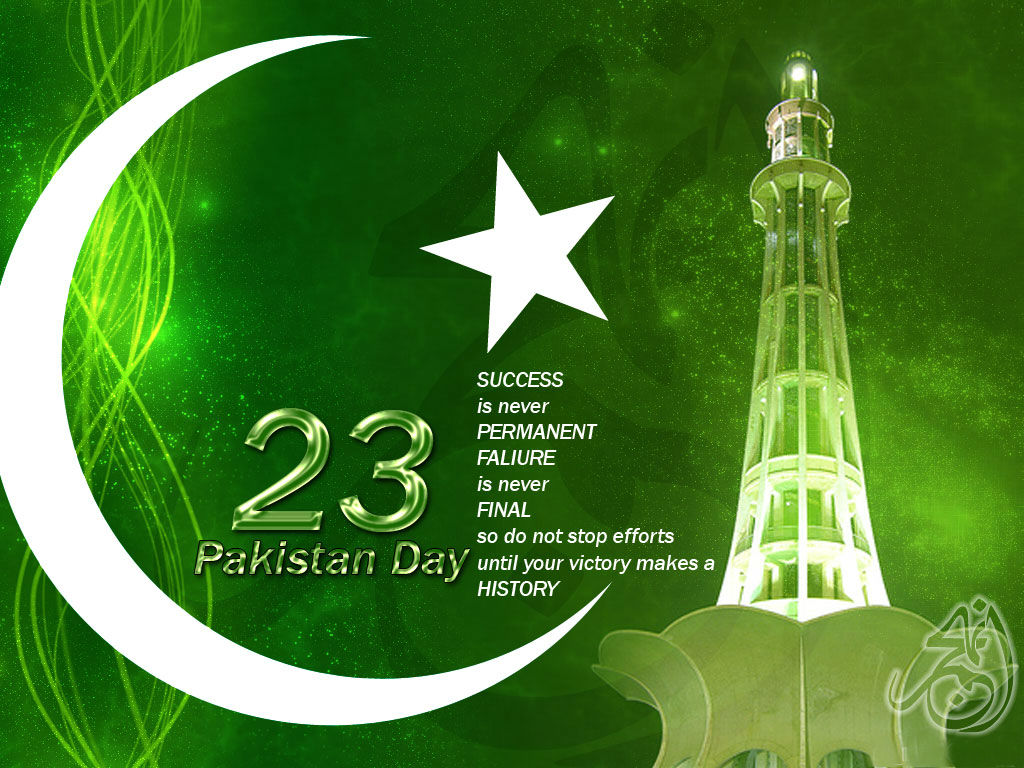 23
Pakistan Day
SUCCESS
is never
PERMANENT
FALIURE
is never
FINAL
so do not stop efforts
until your victory makes a
HISTORY